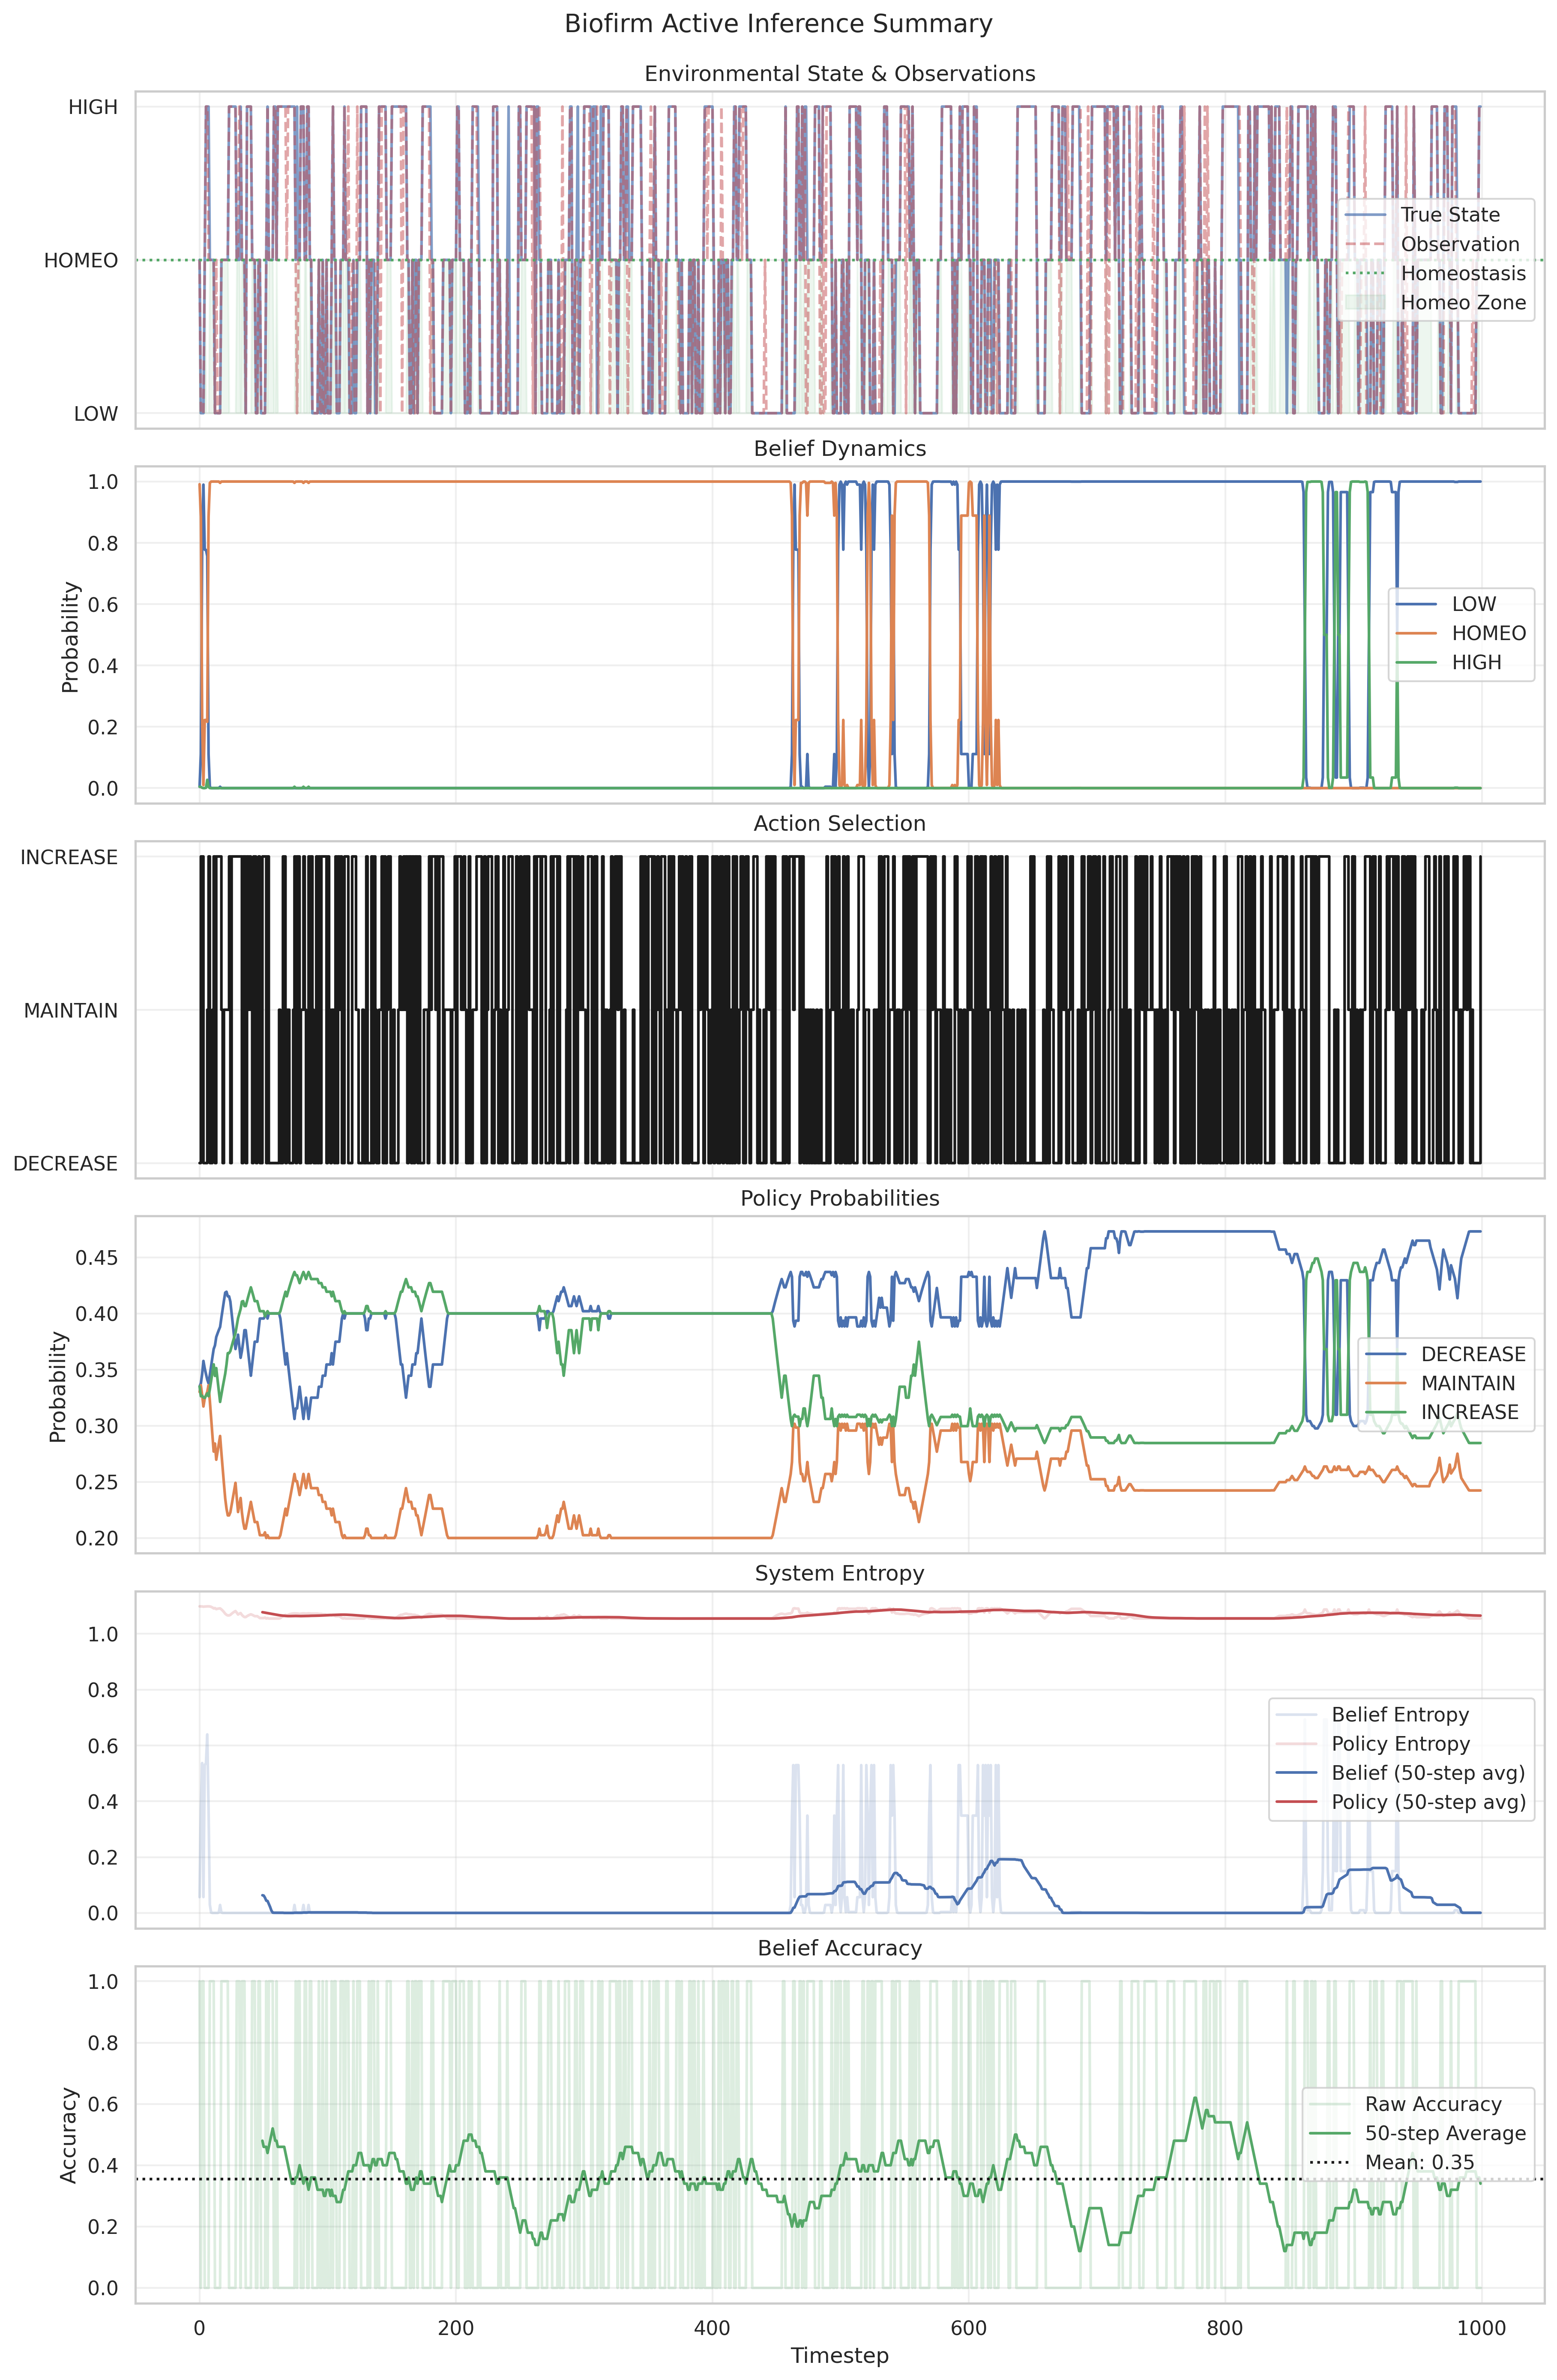 Biofirm Active Inference Summary
Environmental State & Observations
HIGH
HOMEO
LOW
True State
Observation
Homeostasis
Homeo Zone
Belief Dynamics
Probability
1.0
0.8
0.6
0.4
0.2
0.0
LOW
HOMEO
HIGH
Action Selection
INCREASE
MAINTAIN
DECREASE
Policy Probabilities
Probability
0.45
0.40
0.35
0.30
0.25
0.20
DECREASE
MAINTAIN
INCREASE
System Entropy
1.0
0.8
0.6
0.4
0.2
0.0
Belief Entropy
Policy Entropy
Belief (50-step avg)
Policy (50-step avg)
Belief Accuracy
Accuracy
1.0
0.8
0.6
0.4
0.2
0.0
Raw Accuracy
50-step Average
Mean: 0.35
0 200 400 600 800 1000
Timestep